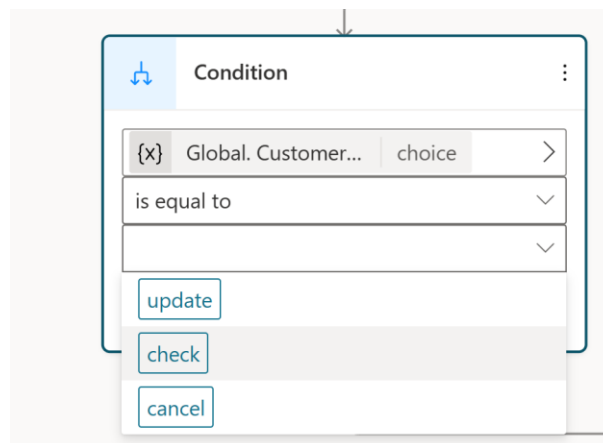 Condition
{x} Global. Customer... choice
is equal to
update
check
cancel